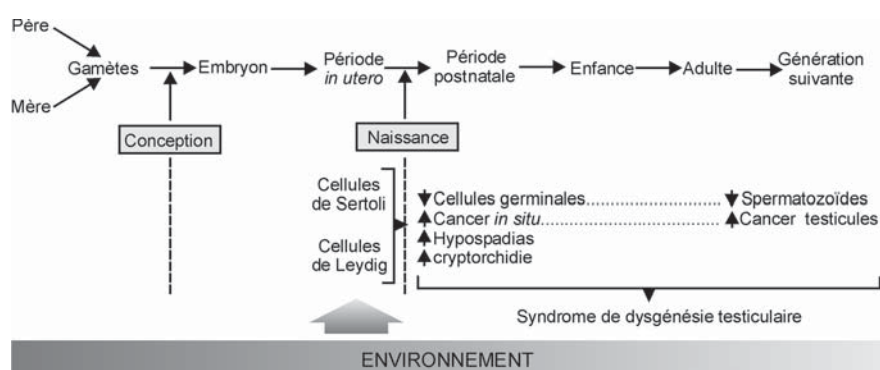 Père
Mère
Gamètes
Embryon
Période
in utero
Période
postnatale
Enfance
Adulte
Génération
suivante
Conception
Naissance
Cellules
de Sertoli
Cellules
de Leydig
Cellules germinales
Spermatozoïdes
Cancer in situ
Cancer testicules
Hypospadias
cryptorchidie
Syndrome de dysgénésie testiculaire
ENVIRONNEMENT